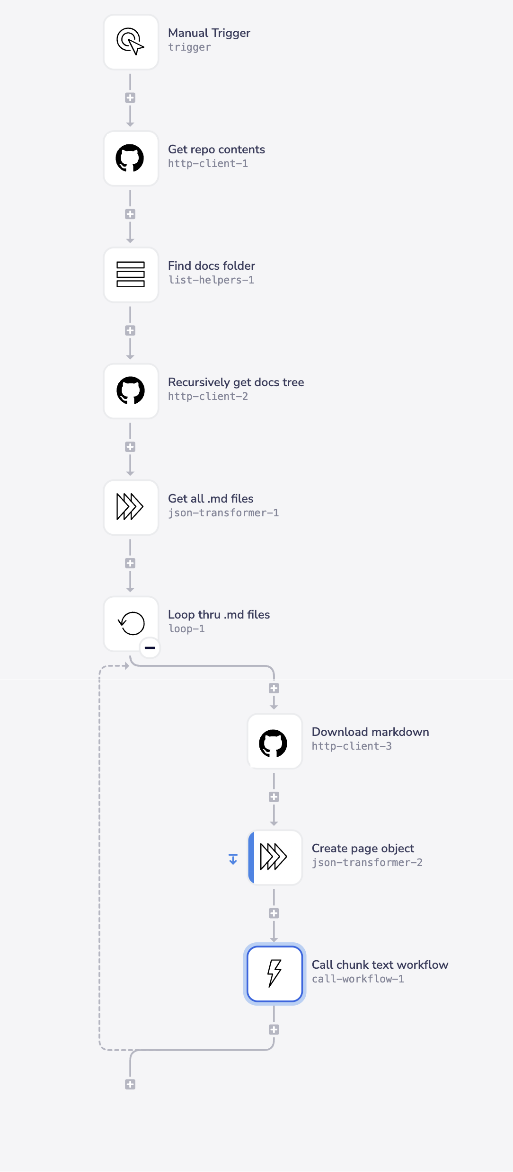 Manual Trigger
trigger
Get repo contents
http-client-1
Find docs folder
list-helpers-1
Recursively get docs tree
http-client-2
Get all .md files
json-transformer-1
Loop thru .md files
loop-1
Download markdown
http-client-3
Create page object
json-transformer-2
Call chunk text workflow
call-workflow-1